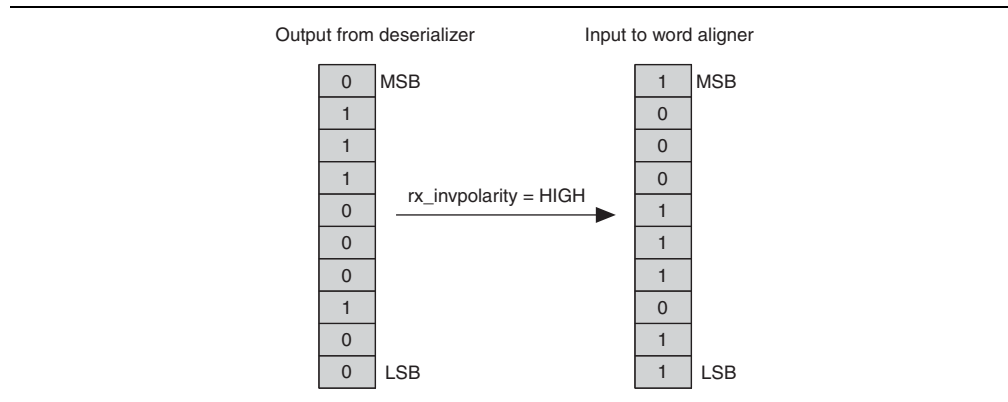 Output from deserializer Input to word aligner
0 MSB 1 MSB
1 0
1 0
1 0
rx_invpolarity = HIGH
0 1
0 1
0 1
1 0
0 1
0 LSB 1 LSB